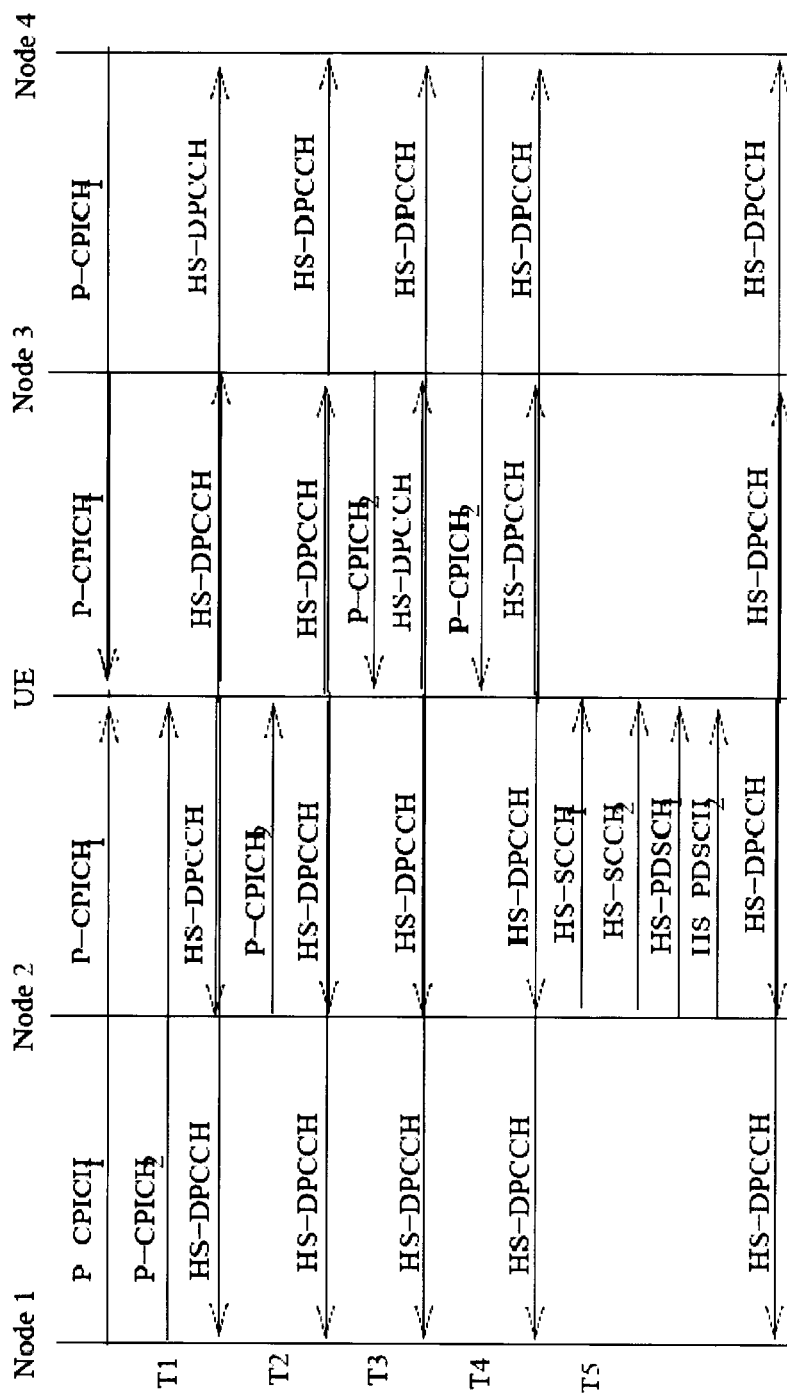 Node 1 Node 2 UE Node 3 Node 4
P CPICH1 P-CPICH1 P-CPICH1 P-CPICH1
T1 P-CPICH2
HS-DPCCH HS-DPCCH HS-DPCCH HS-DPCCH
T2 P-CPICH2
HS-DPCCH HS-DPCCH HS-DPCCH HS-DPCCH
T3 P-CPICH2
HS-DPCCH HS-DPCCH HS-DPCCH HS-DPCCH
T4 P-CPICH2
HS-DPCCH HS-DPCCH HS-DPCCH HS-DPCCH
T5 HS-SCCH1
HS-SCCH2
HS-PDSCH1
HS PDSCH2
HS-DPCCH HS-DPCCH HS-DPCCH HS-DPCCH